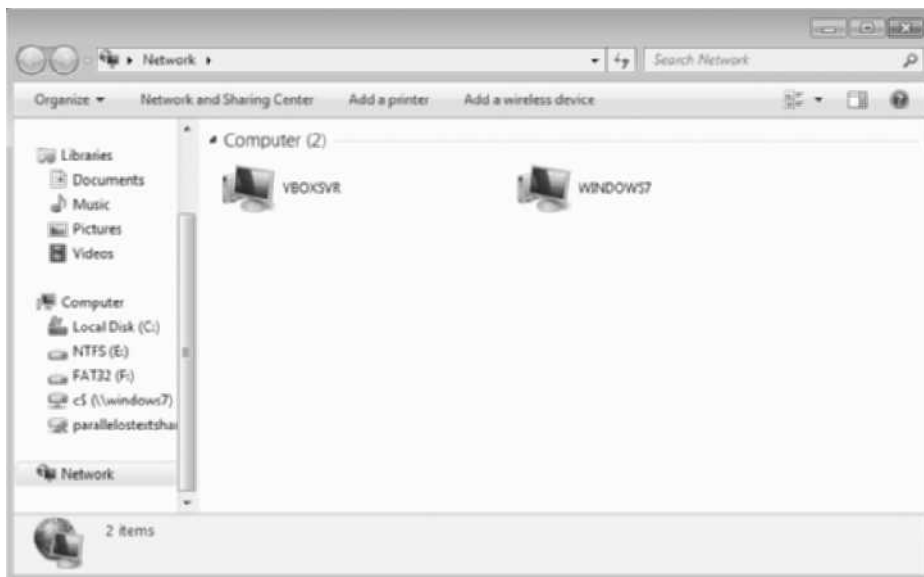 Network
Search Network
Organize
Network and Sharing Center
Add a printer
Add a wireless device
Libraries
Documents
Music
Pictures
Videos
Computer
Local Disk (C:)
NTFS (E:)
FAT32 (F:)
c$ (\\windows7)
parallelostextshar
Network
Computer (2)
VBOXSVR
WINDOWS7
2 items